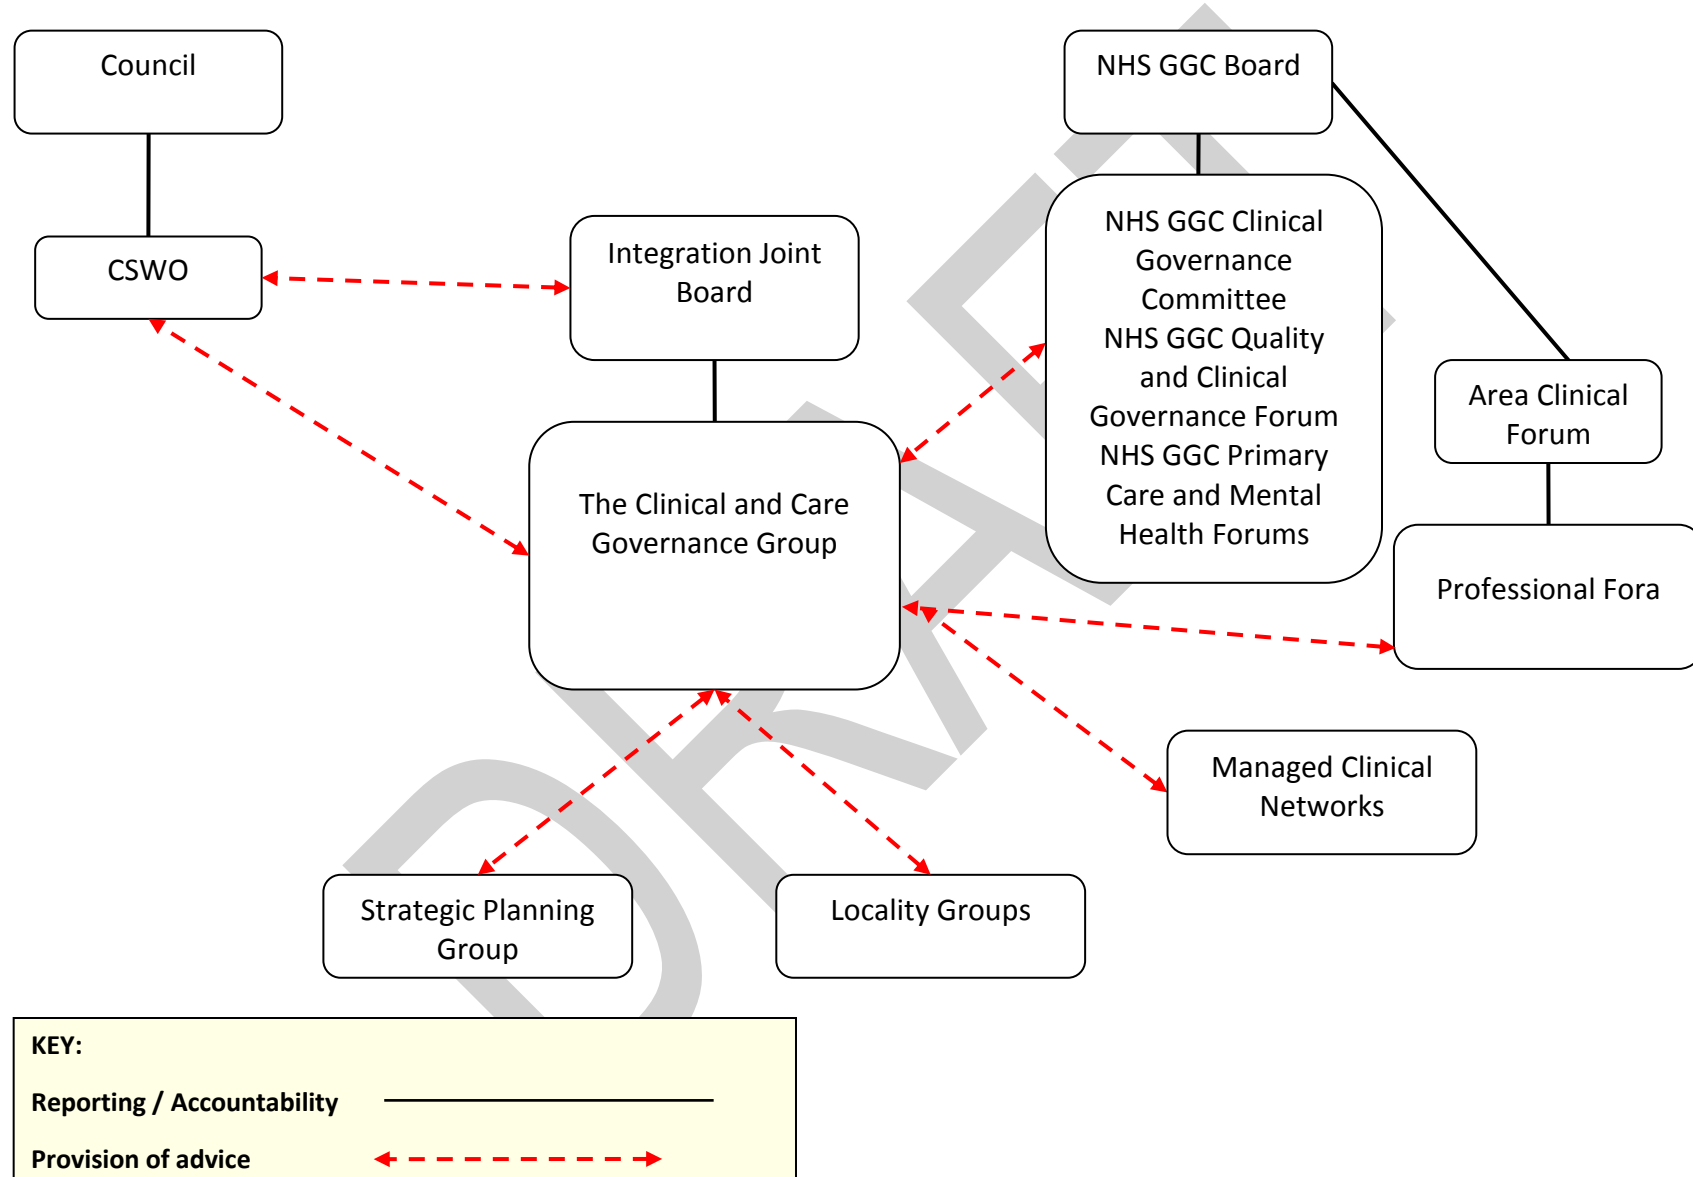 Council
NHS GGC Board
CSWO
Integration Joint
Board
NHS GGC Clinical
Governance
Committee
NHS GGC Quality
and Clinical
Governance Forum
NHS GGC Primary
Care and Mental
Health Forums
Area Clinical
Forum
The Clinical and Care
Governance Group
Professional Fora
Managed Clinical
Networks
Strategic Planning
Group
Locality Groups
DRAFT
KEY:
Reporting / Accountability
Provision of advice